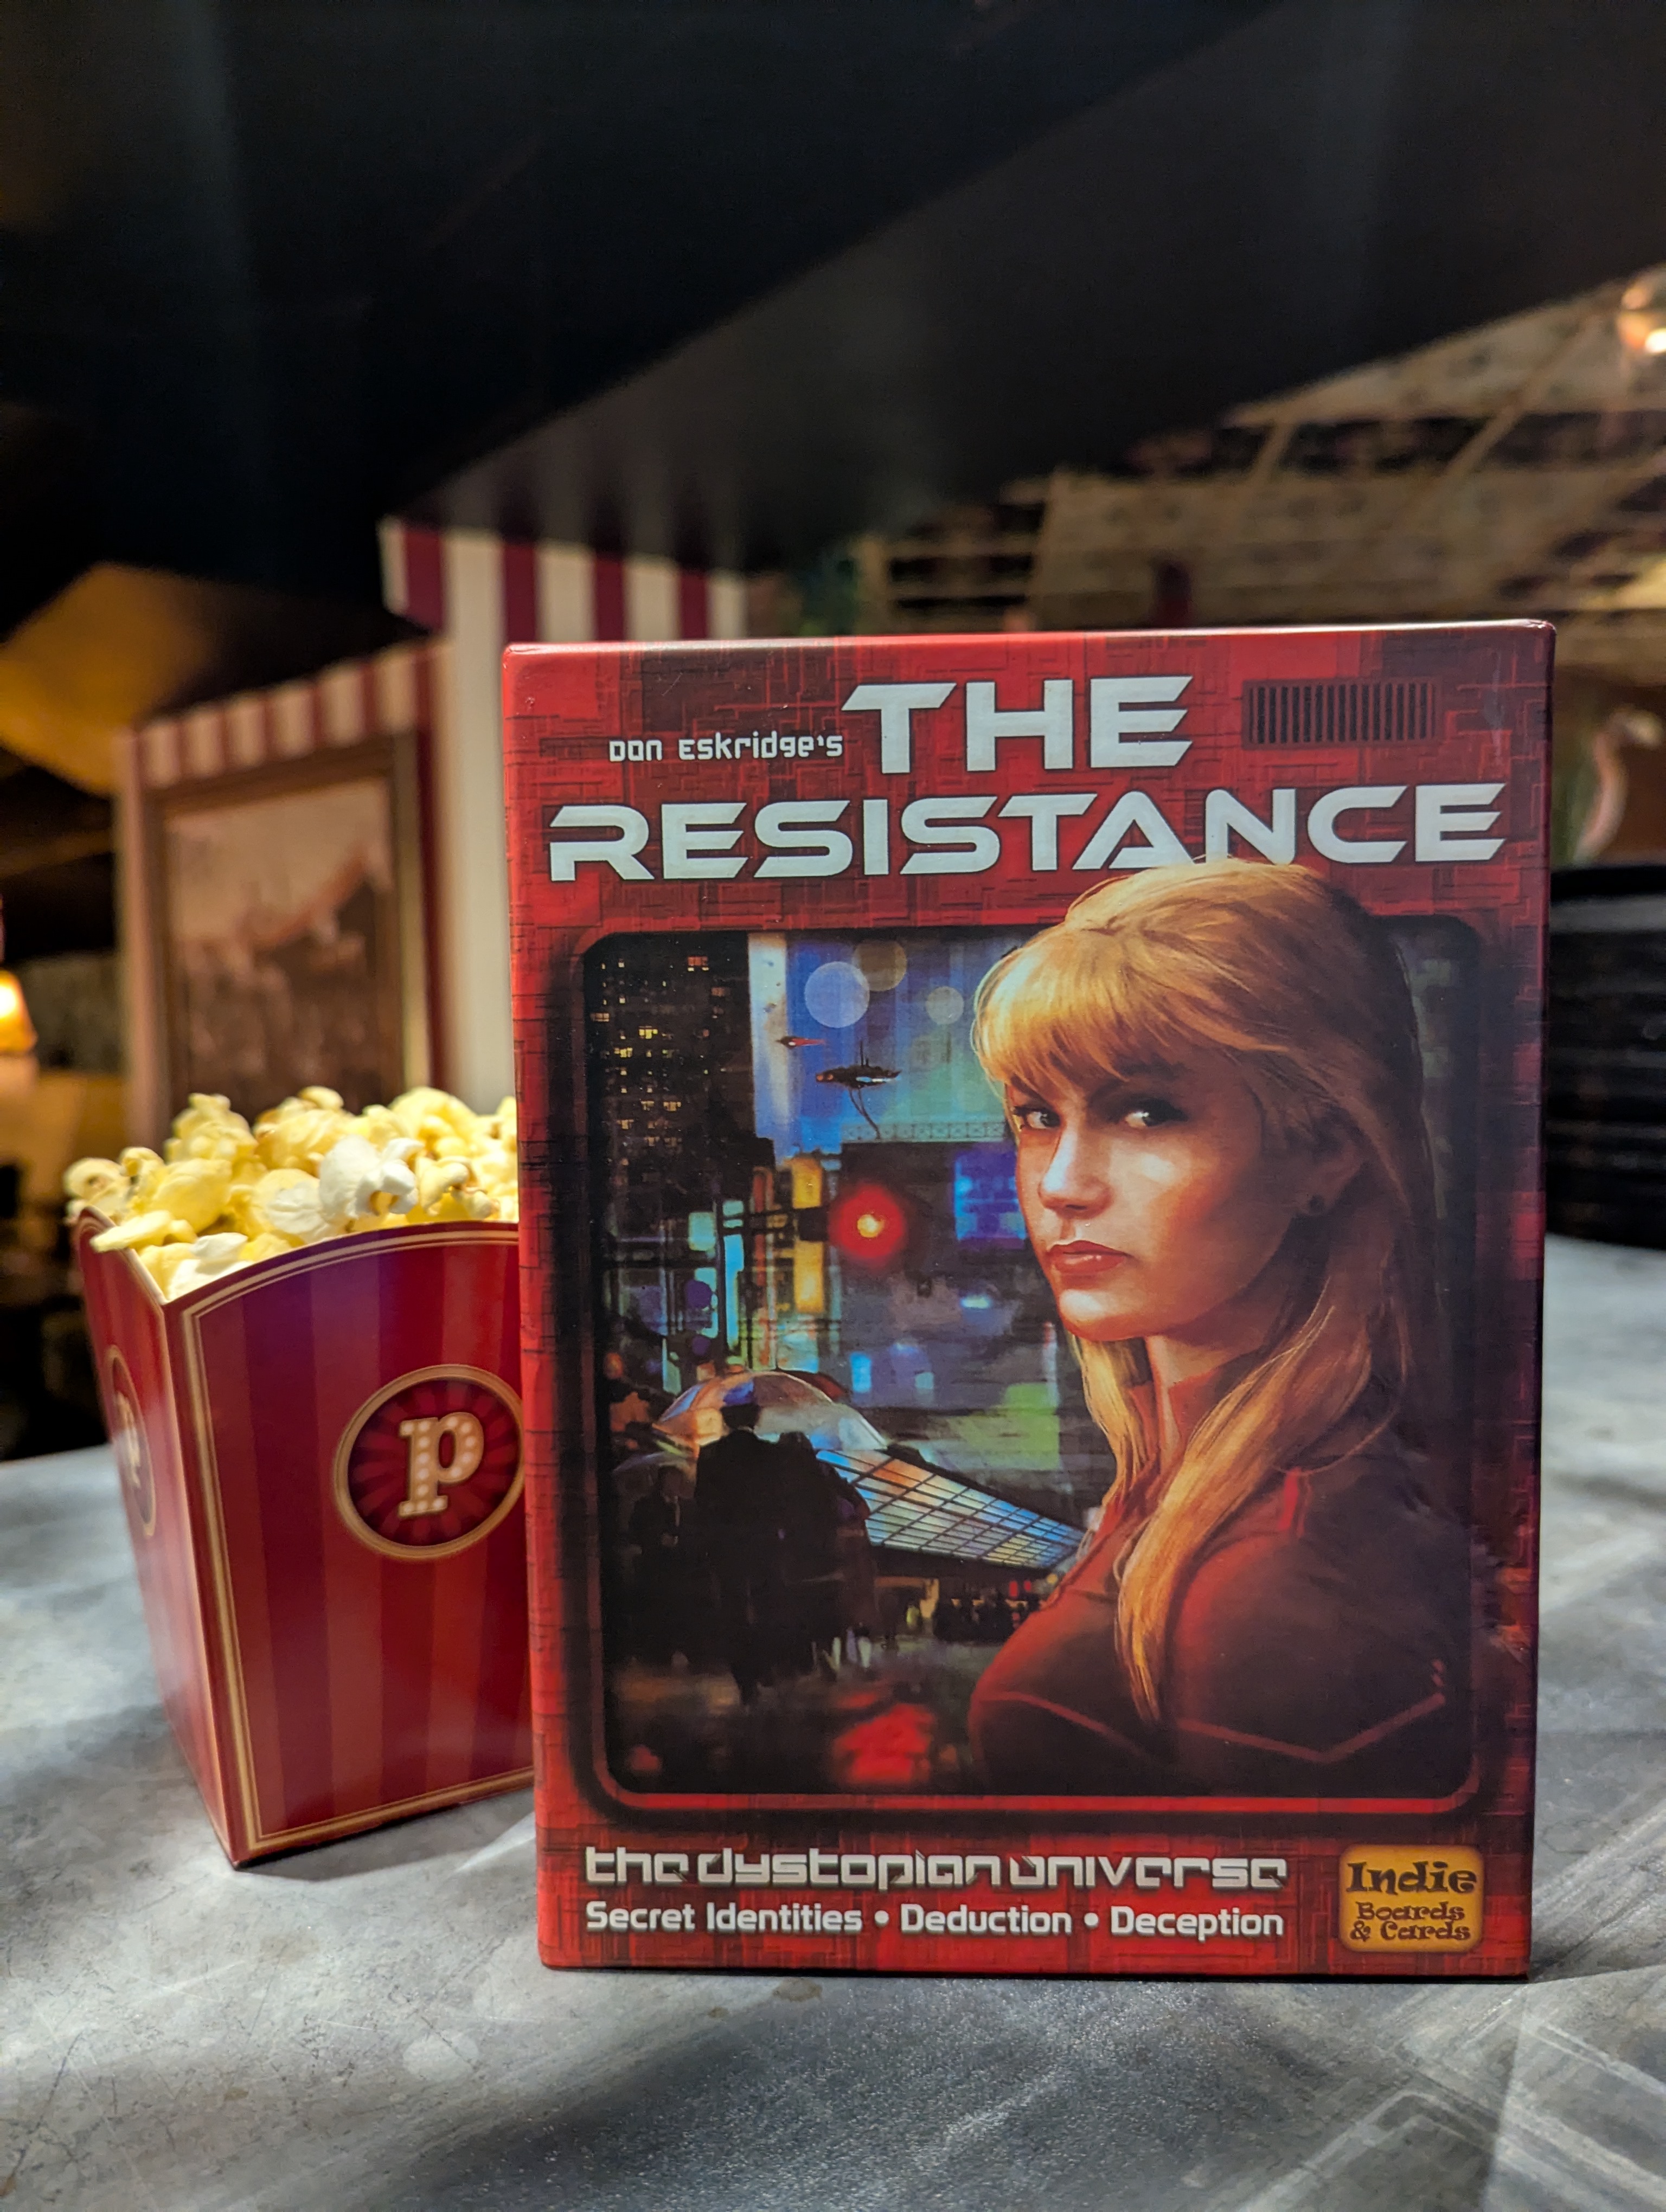 Don Eskridge's
THE
RESISTANCE
p
the dystopian universe
Secret Identities • Deduction • Deception
Indie
Boards
& Cards